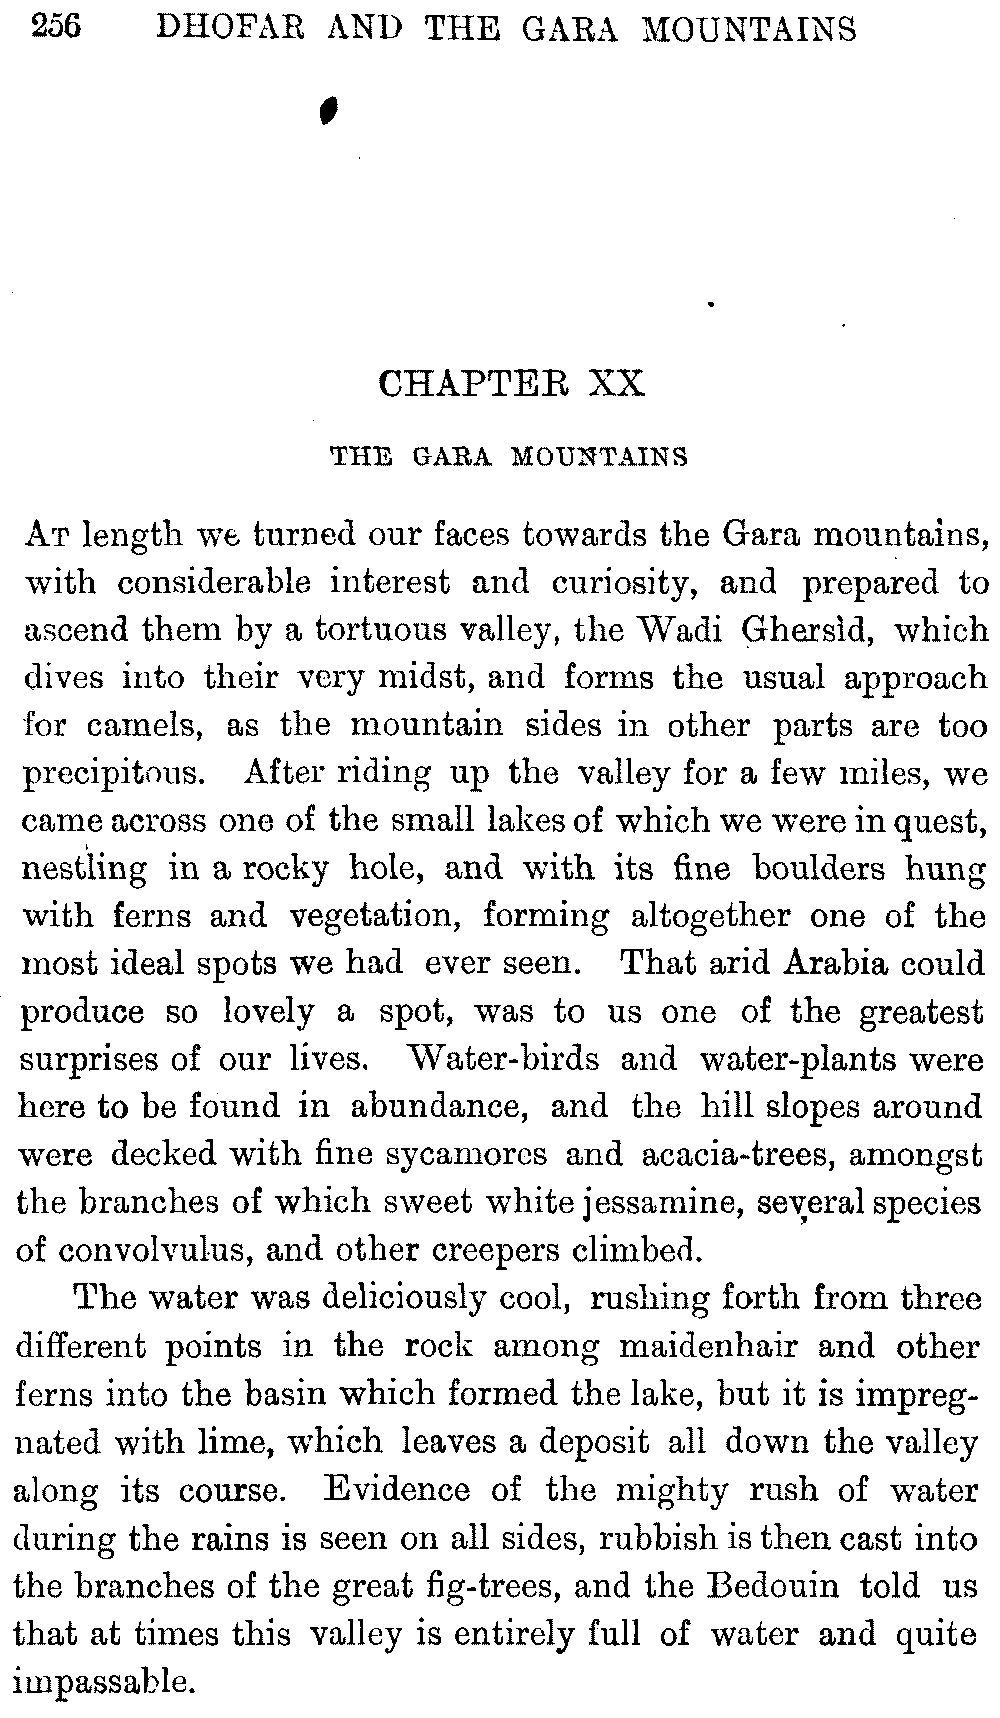 256 DHOFAR AND THE GARA MOUNTAINS
CHAPTER XX
THE GARA MOUNTAINS
AT length we turned our faces towards the Gara mountains,
with considerable interest and curiosity, and prepared to
ascend them by a tortuous valley, the Wadi Ghersìd, which
dives into their very midst, and forms the usual approach
for camels, as the mountain sides in other parts are too
precipitous. After riding up the valley for a few miles, we
came across one of the small lakes of which we were in quest,
nestling in a rocky hole, and with its fine boulders hung
with ferns and vegetation, forming altogether one of the
most ideal spots we had ever seen. That arid Arabia could
produce so lovely a spot, was to us one of the greatest
surprises of our lives. Water-birds and water-plants were
here to be found in abundance, and the hill slopes around
were decked with fine sycamores and acacia-trees, amongst
the branches of which sweet white jessamine, several species
of convolvulus, and other creepers climbed.
The water was deliciously cool, rushing forth from three
different points in the rock among maidenhair and other
ferns into the basin which formed the lake, but it is impreg-
nated with lime, which leaves a deposit all down the valley
along its course. Evidence of the mighty rush of water
during the rains is seen on all sides, rubbish is then cast into
the branches of the great fig-trees, and the Bedouin told us
that at times this valley is entirely full of water and quite
impassable.